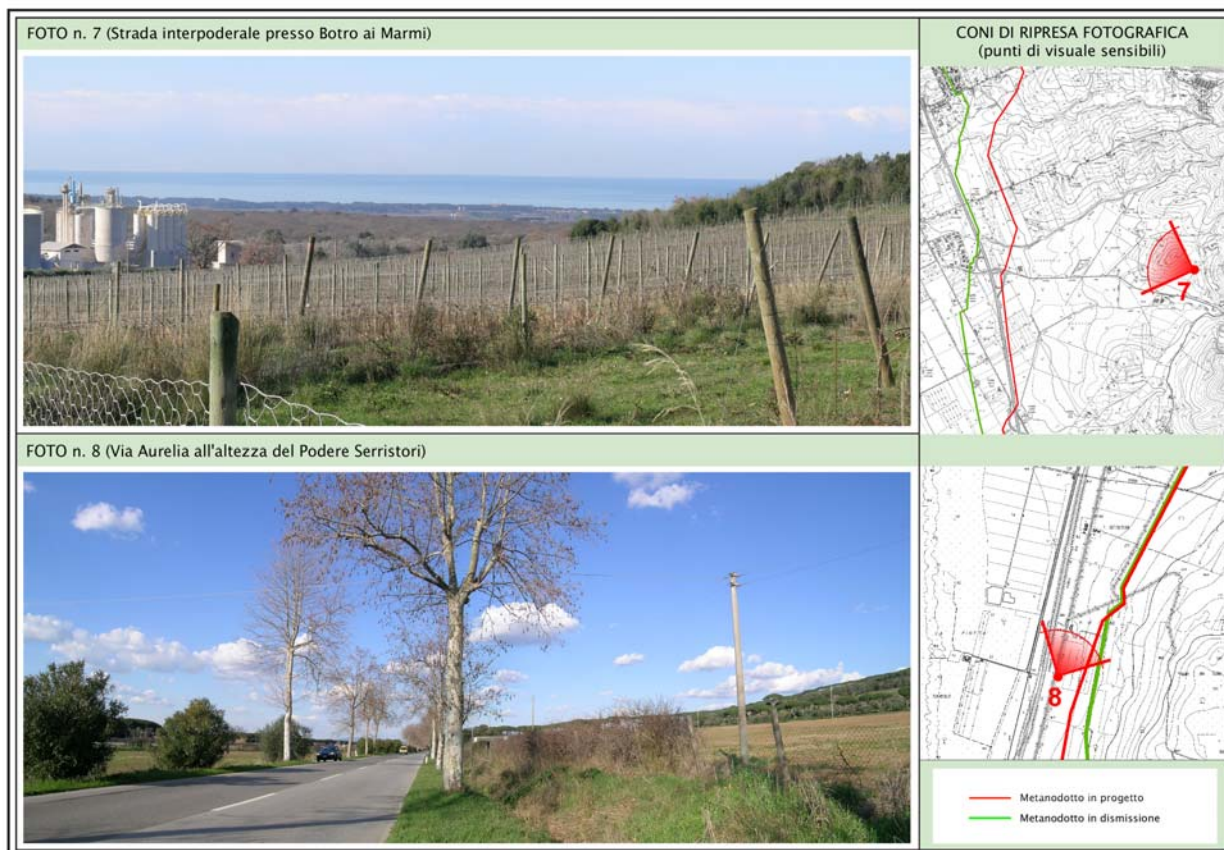 FOTO n. 7 (Strada interpoderale presso Botro ai Marmi)
CONI DI RIPRESA FOTOGRAFICA
(punti di visuale sensibili)
7
FOTO n. 8 (Via Aurelia all'altezza del Podere Serristori)
8
Metanodotto in progetto
Metanodotto in dismissione